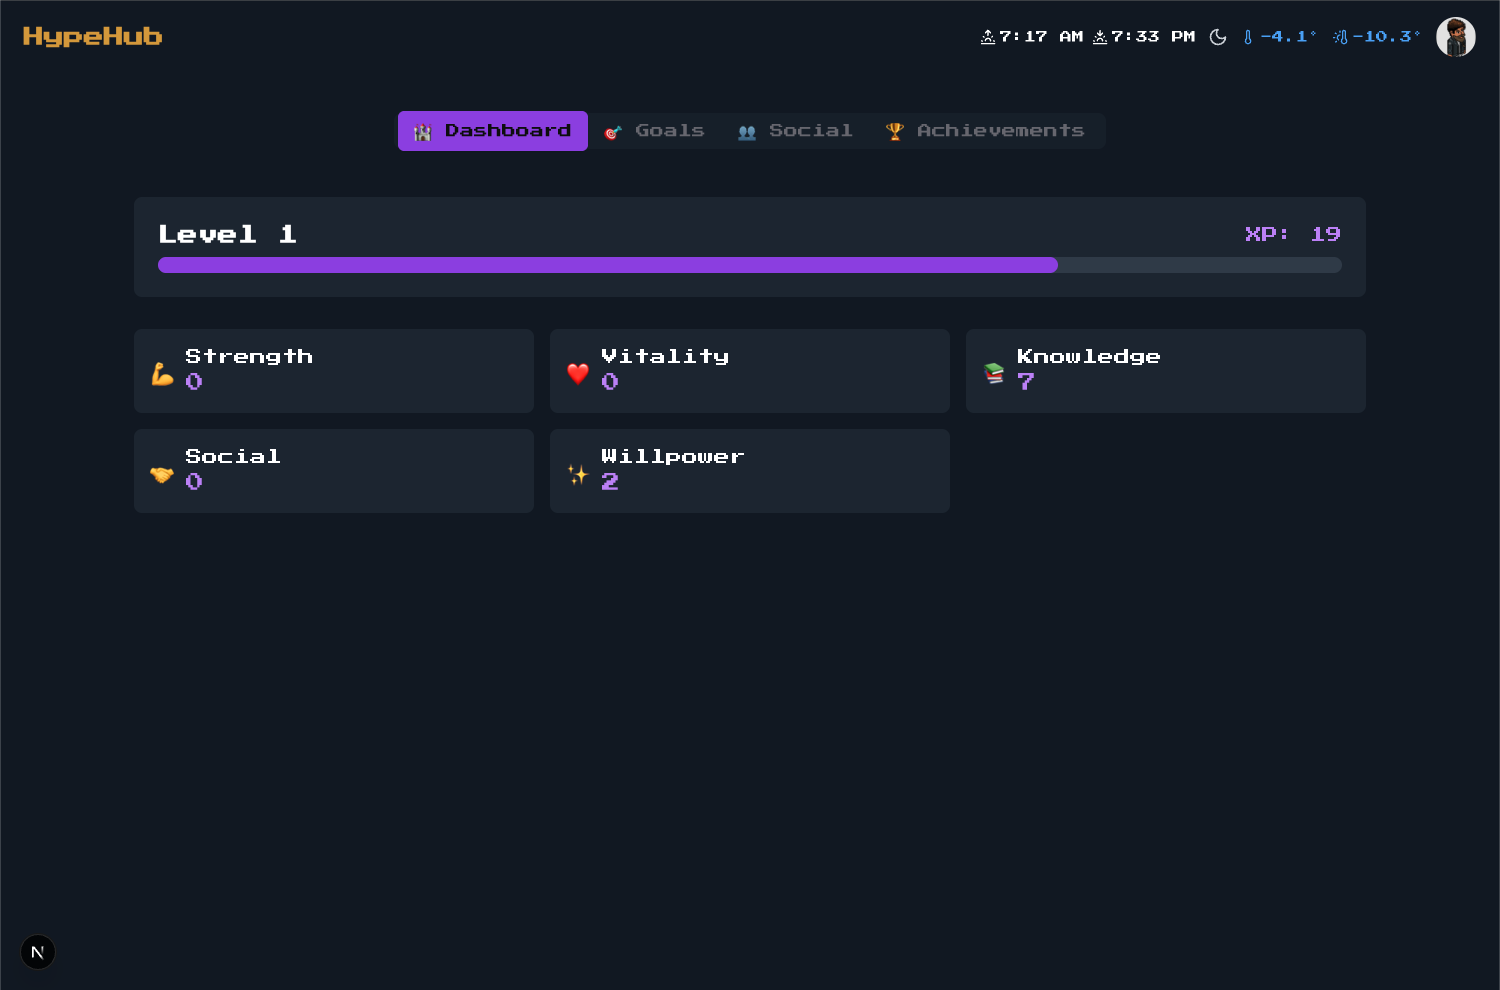 HypeHub
7:17 AM 7:33 PM -4.1° -10.3°
Dashboard Goals Social Achievements
Level 1 XP: 19
Strength Vitality Knowledge
0 0 7
Social Willpower
0 2
N